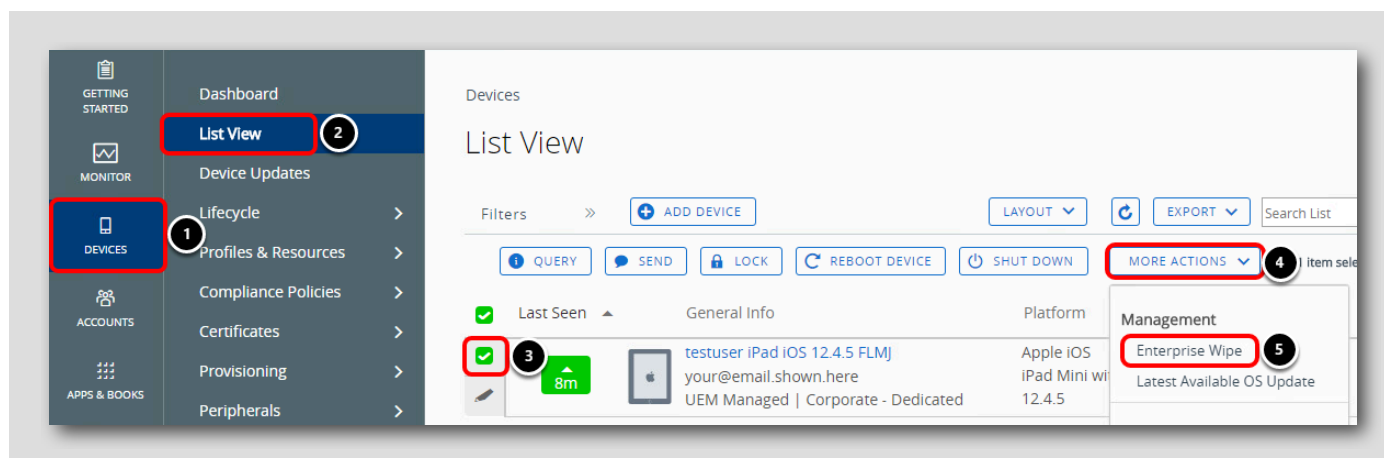 GETTING
STARTED
MONITOR
1
DEVICES
ACCOUNTS
APPS & BOOKS
Dashboard
List View
2
Device Updates
Lifecycle
Profiles & Resources
Compliance Policies
Certificates
Provisioning
Peripherals
Devices
List View
Filters » ADD DEVICE LAYOUT EXPORT Search List
QUERY SEND LOCK REBOOT DEVICE SHUT DOWN MORE ACTIONS 4 item sele
Last Seen General Info Platform
3
8m
testuser iPad iOS 12.4.5 FLMJ
your@email.shown.here
UEM Managed | Corporate - Dedicated
Apple iOS
iPad Mini wi
12.4.5
Management
Enterprise Wipe 5
Latest Available OS Update